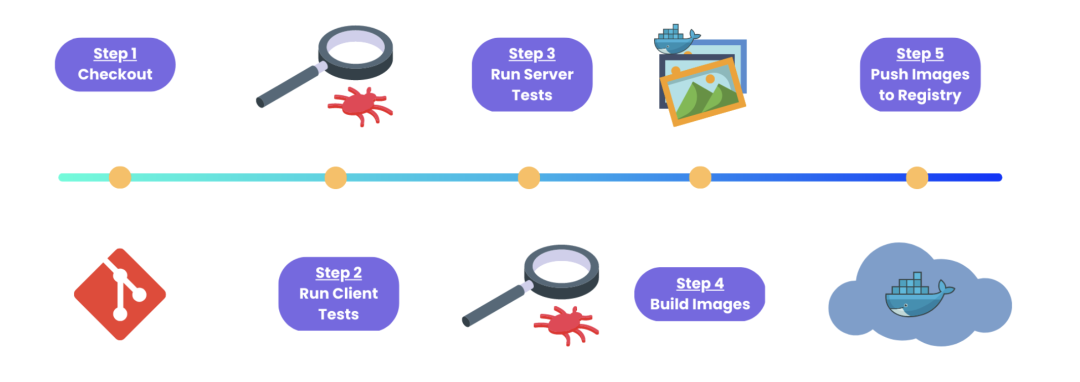 Step 1
Checkout
Step 2
Run Client
Tests
Step 3
Run Server
Tests
Step 4
Build Images
Step 5
Push Images
to Registry